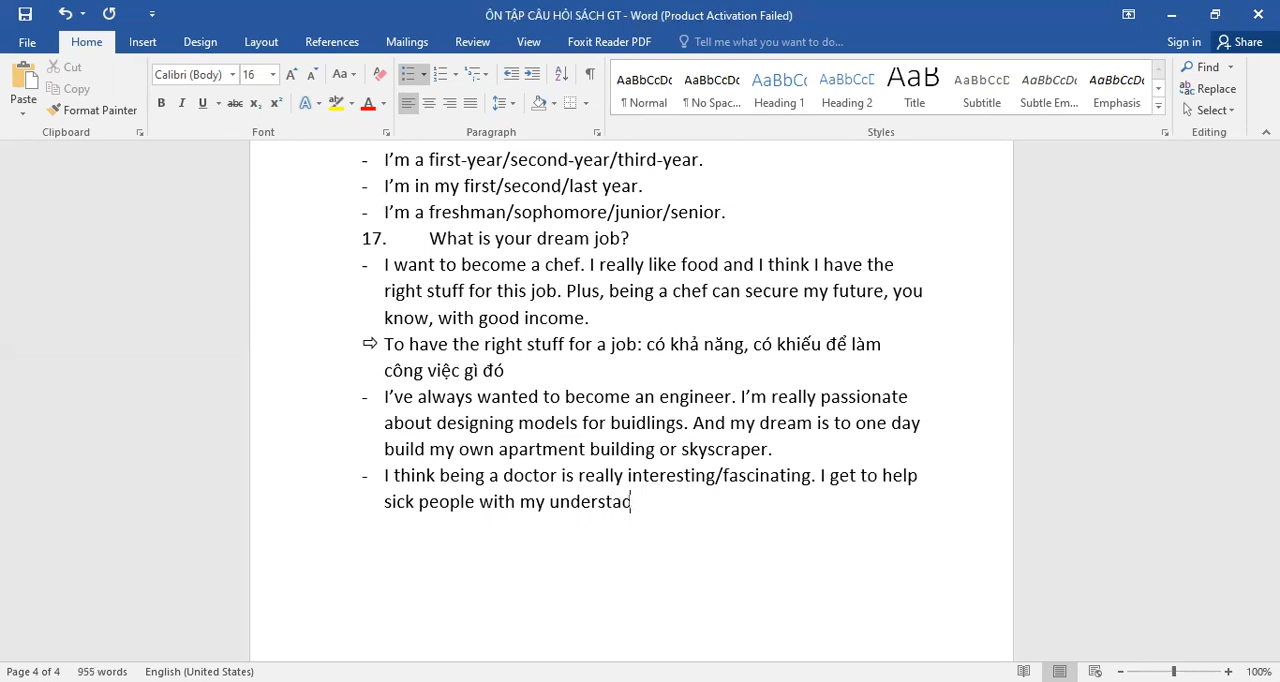 ÔN TẬP CÂU HỎI SÁCH GT - Word (Product Activation Failed)
File Home Insert Design Layout References Mailings Review View Foxit Reader PDF Tell me what you want to do... Sign in Share
Cut
Copy
Format Painter
Paste
Calibri (Body) 16
Clipboard Font Paragraph Styles Editing
AaBbCcDc AaBbCcDc AaBbCc AaBbCcD AaB AaBbCcD AaBbCcDc AaBbCcDc
¶ Normal ¶ No Spac... Heading 1 Heading 2 Title Subtitle Subtle Em... Emphasis
Find
Replace
Select
- I’m a first-year/second-year/third-year.
- I’m in my first/second/last year.
- I’m a freshman/sophomore/junior/senior.
17. What is your dream job?
- I want to become a chef. I really like food and I think I have the
right stuff for this job. Plus, being a chef can secure my future, you
know, with good income.
⇨ To have the right stuff for a job: có khả năng, có khiếu để làm
công việc gì đó
- I’ve always wanted to become an engineer. I’m really passionate
about designing models for buidlings. And my dream is to one day
build my own apartment building or skyscraper.
- I think being a doctor is really interesting/fascinating. I get to help
sick people with my understad
Page 4 of 4 955 words English (United States) 100%